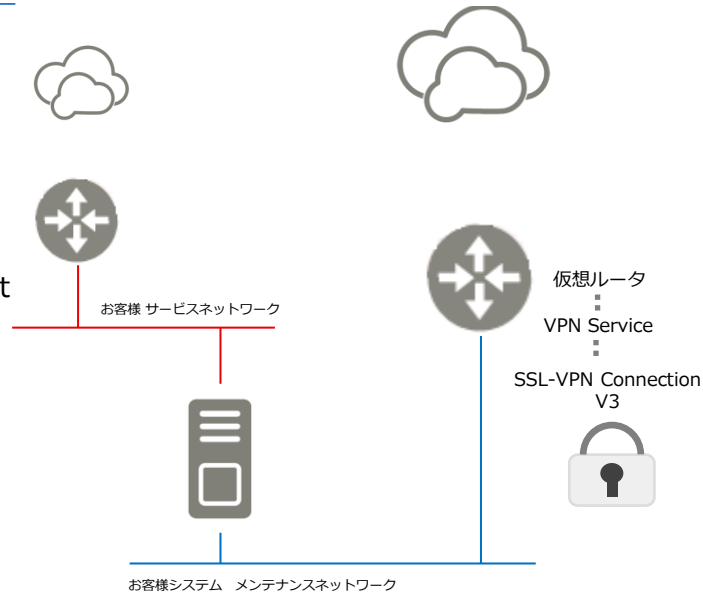 仮想ルータ
t
お客様 サービスネットワーク
VPN Service
SSL-VPN Connection
V3
お客様システム　メンテナンスネットワーク